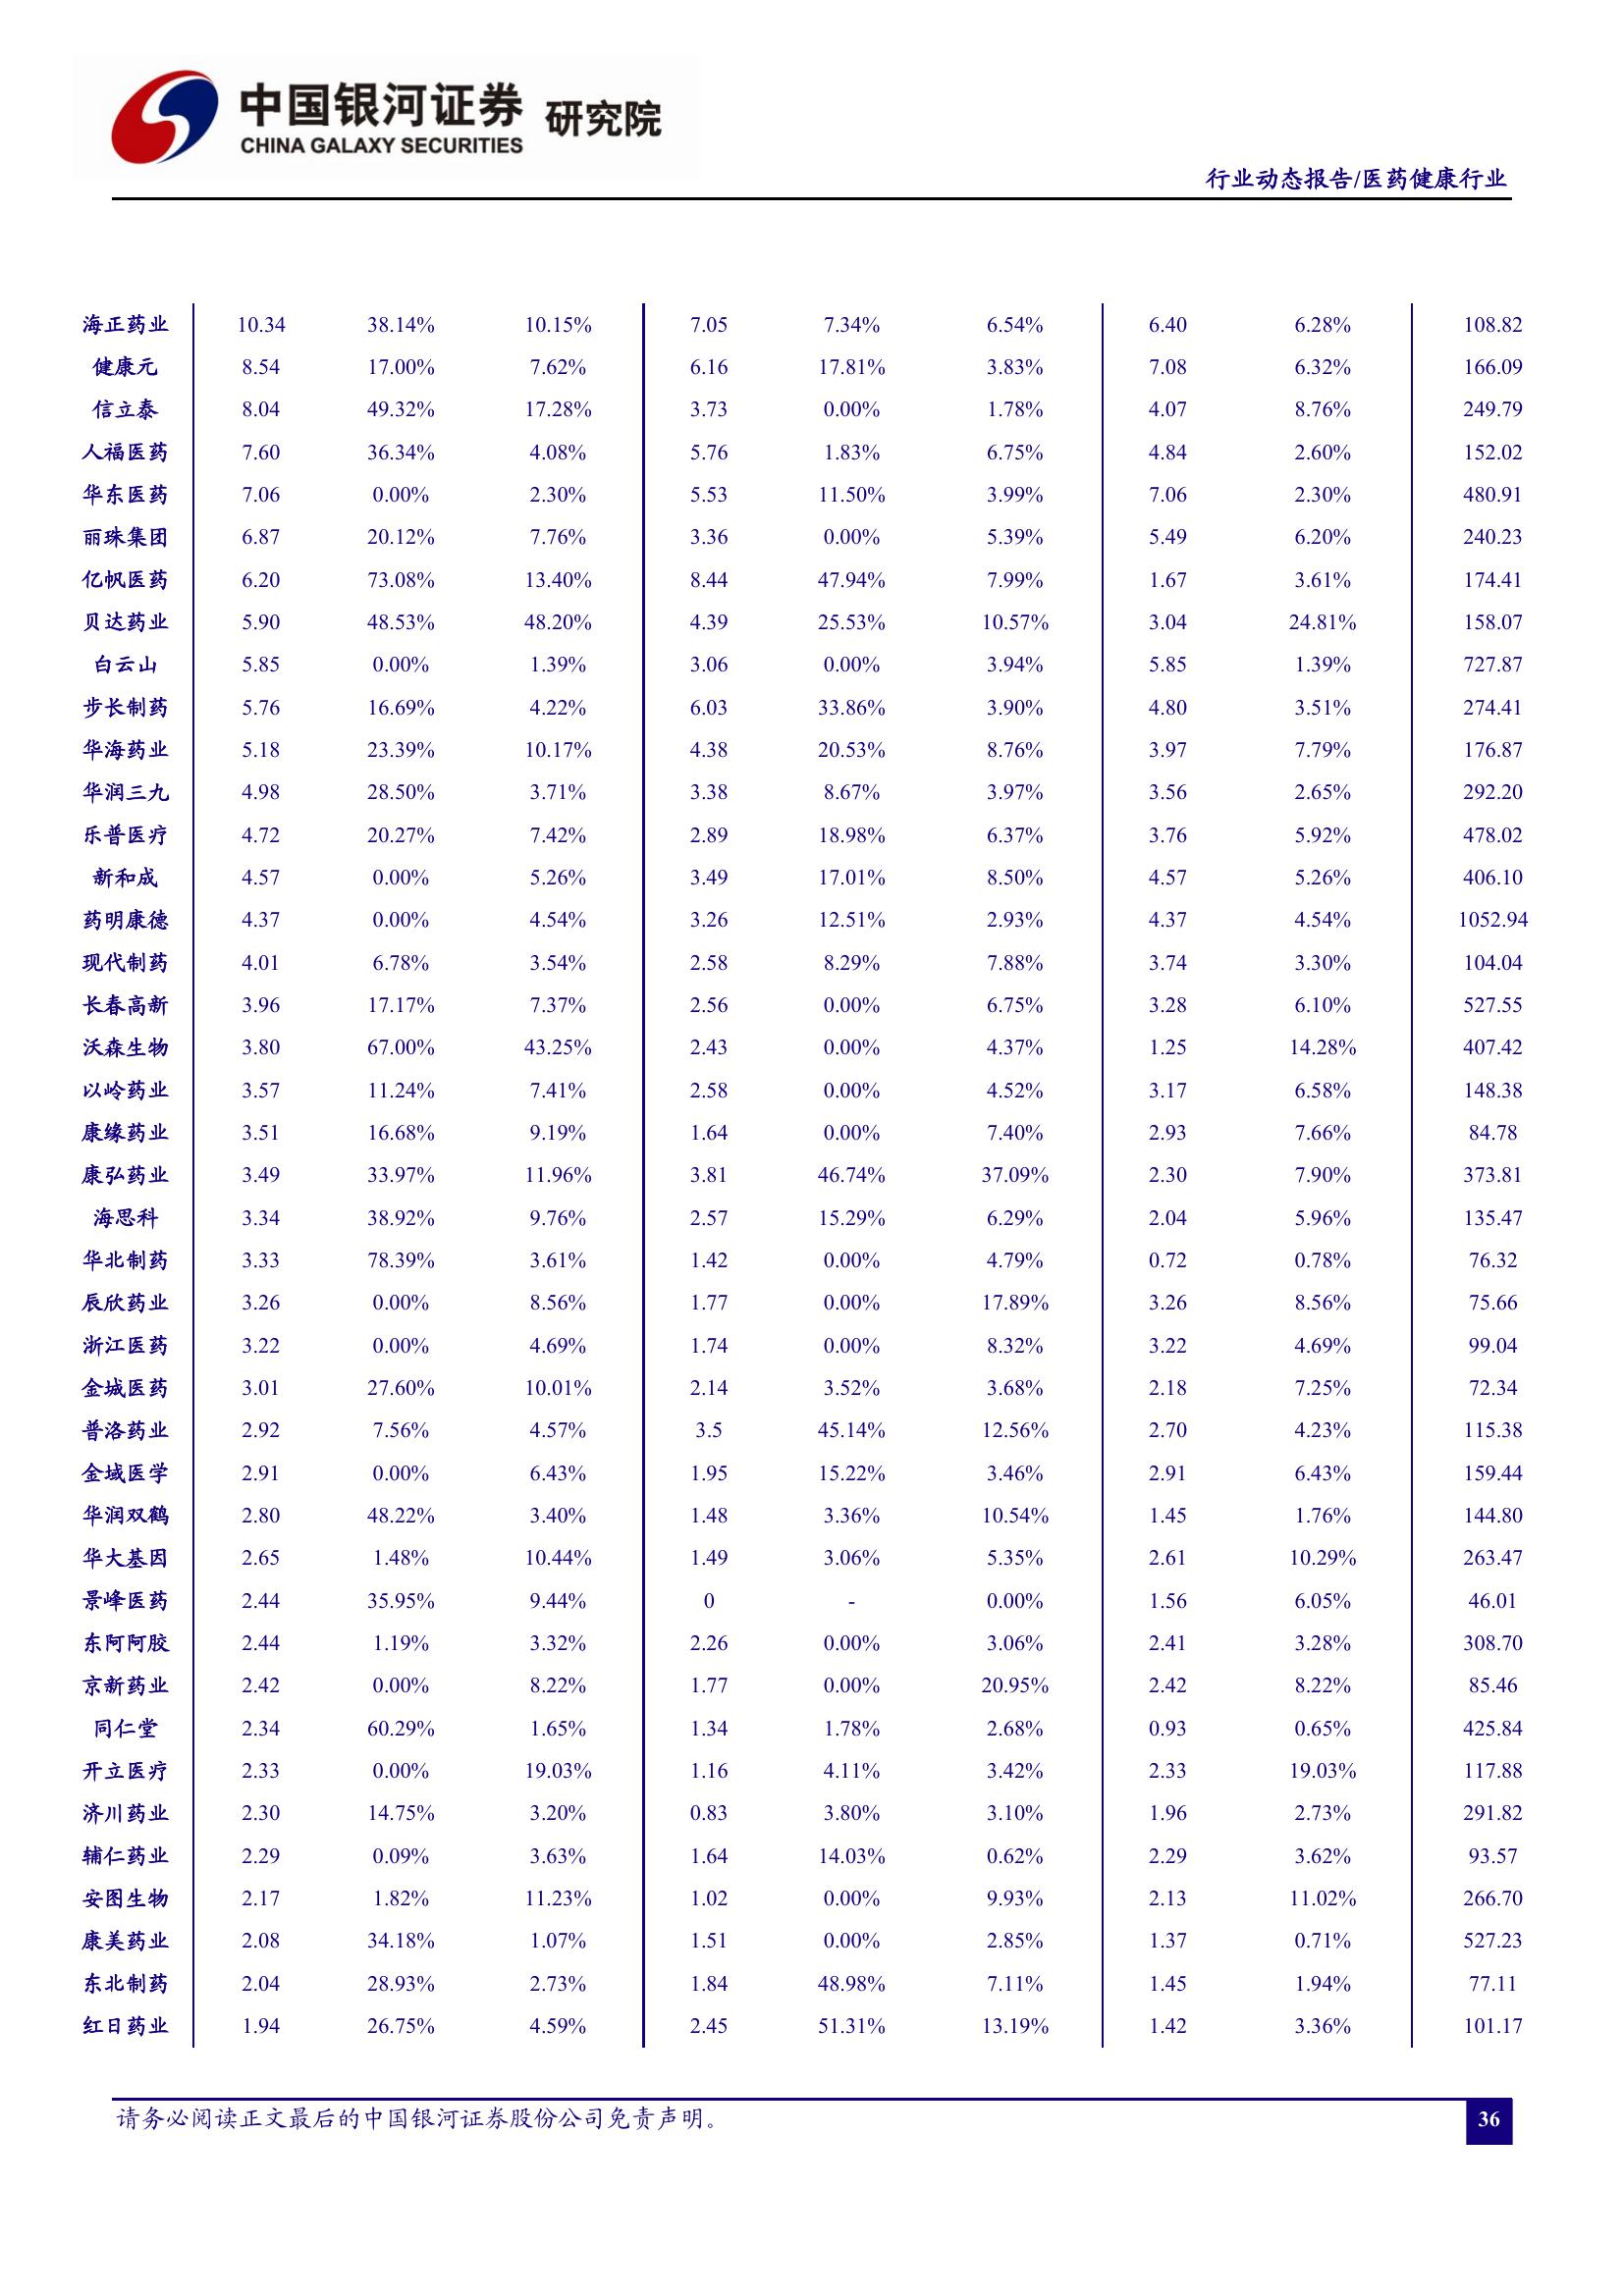 中国银河证券 研究院
CHINA GALAXY SECURITIES
行业动态报告/医药健康行业
海正药业 10.34 38.14% 10.15% 7.05 7.34% 6.54% 6.40 6.28% 108.82
健康元 8.54 17.00% 7.62% 6.16 17.81% 3.83% 7.08 6.32% 166.09
信立泰 8.04 49.32% 17.28% 3.73 0.00% 1.78% 4.07 8.76% 249.79
人福医药 7.60 36.34% 4.08% 5.76 1.83% 6.75% 4.84 2.60% 152.02
华东医药 7.06 0.00% 2.30% 5.53 11.50% 3.99% 7.06 2.30% 480.91
丽珠集团 6.87 20.12% 7.76% 3.36 0.00% 5.39% 5.49 6.20% 240.23
亿帆医药 6.20 73.08% 13.40% 8.44 47.94% 7.99% 1.67 3.61% 174.41
贝达药业 5.90 48.53% 48.20% 4.39 25.53% 10.57% 3.04 24.81% 158.07
白云山 5.85 0.00% 1.39% 3.06 0.00% 3.94% 5.85 1.39% 727.87
步长制药 5.76 16.69% 4.22% 6.03 33.86% 3.90% 4.80 3.51% 274.41
华海药业 5.18 23.39% 10.17% 4.38 20.53% 8.76% 3.97 7.79% 176.87
华润三九 4.98 28.50% 3.71% 3.38 8.67% 3.97% 3.56 2.65% 292.20
乐普医疗 4.72 20.27% 7.42% 2.89 18.98% 6.37% 3.76 5.92% 478.02
新和成 4.57 0.00% 5.26% 3.49 17.01% 8.50% 4.57 5.26% 406.10
药明康德 4.37 0.00% 4.54% 3.26 12.51% 2.93% 4.37 4.54% 1052.94
现代制药 4.01 6.78% 3.54% 2.58 8.29% 7.88% 3.74 3.30% 104.04
长春高新 3.96 17.17% 7.37% 2.56 0.00% 6.75% 3.28 6.10% 527.55
沃森生物 3.80 67.00% 43.25% 2.43 0.00% 4.37% 1.25 14.28% 407.42
以岭药业 3.57 11.24% 7.41% 2.58 0.00% 4.52% 3.17 6.58% 148.38
康缘药业 3.51 16.68% 9.19% 1.64 0.00% 7.40% 2.93 7.66% 84.78
康弘药业 3.49 33.97% 11.96% 3.81 46.74% 37.09% 2.30 7.90% 373.81
海思科 3.34 38.92% 9.76% 2.57 15.29% 6.29% 2.04 5.96% 135.47
华北制药 3.33 78.39% 3.61% 1.42 0.00% 4.79% 0.72 0.78% 76.32
辰欣药业 3.26 0.00% 8.56% 1.77 0.00% 17.89% 3.26 8.56% 75.66
浙江医药 3.22 0.00% 4.69% 1.74 0.00% 8.32% 3.22 4.69% 99.04
金城医药 3.01 27.60% 10.01% 2.14 3.52% 3.68% 2.18 7.25% 72.34
普洛药业 2.92 7.56% 4.57% 3.5 45.14% 12.56% 2.70 4.23% 115.38
金域医学 2.91 0.00% 6.43% 1.95 15.22% 3.46% 2.91 6.43% 159.44
华润双鹤 2.80 48.22% 3.40% 1.48 3.36% 10.54% 1.45 1.76% 144.80
华大基因 2.65 1.48% 10.44% 1.49 3.06% 5.35% 2.61 10.29% 263.47
景峰医药 2.44 35.95% 9.44% 0 - 0.00% 1.56 6.05% 46.01
东阿阿胶 2.44 1.19% 3.32% 2.26 0.00% 3.06% 2.41 3.28% 308.70
京新药业 2.42 0.00% 8.22% 1.77 0.00% 20.95% 2.42 8.22% 85.46
同仁堂 2.34 60.29% 1.65% 1.34 1.78% 2.68% 0.93 0.65% 425.84
开立医疗 2.33 0.00% 19.03% 1.16 4.11% 3.42% 2.33 19.03% 117.88
济川药业 2.30 14.75% 3.20% 0.83 3.80% 3.10% 1.96 2.73% 291.82
辅仁药业 2.29 0.09% 3.63% 1.64 14.03% 0.62% 2.29 3.62% 93.57
安图生物 2.17 1.82% 11.23% 1.02 0.00% 9.93% 2.13 11.02% 266.70
康美药业 2.08 34.18% 1.07% 1.51 0.00% 2.85% 1.37 0.71% 527.23
东北制药 2.04 28.93% 2.73% 1.84 48.98% 7.11% 1.45 1.94% 77.11
红日药业 1.94 26.75% 4.59% 2.45 51.31% 13.19% 1.42 3.36% 101.17
请务必阅读正文最后的中国银河证券股份公司免责声明。
36